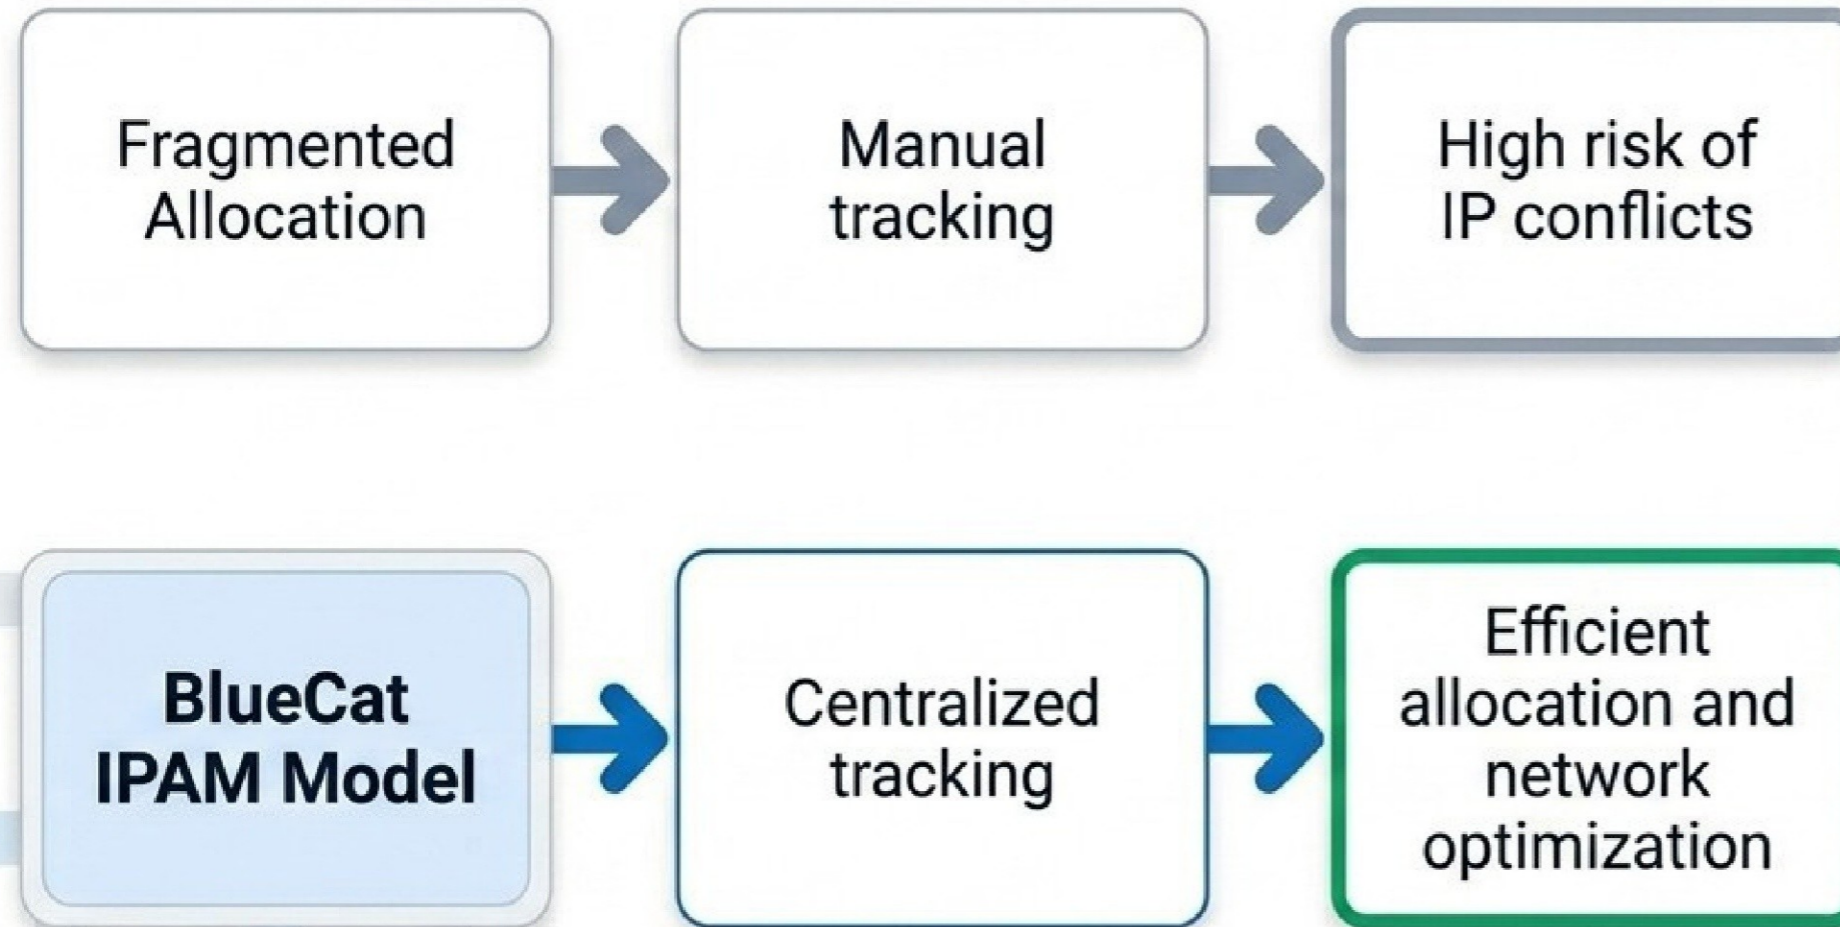 Fragmented
Allocation
Manual
tracking
High risk of
IP conflicts
BlueCat
IPAM Model
Centralized
tracking
Efficient
allocation and
network
optimization